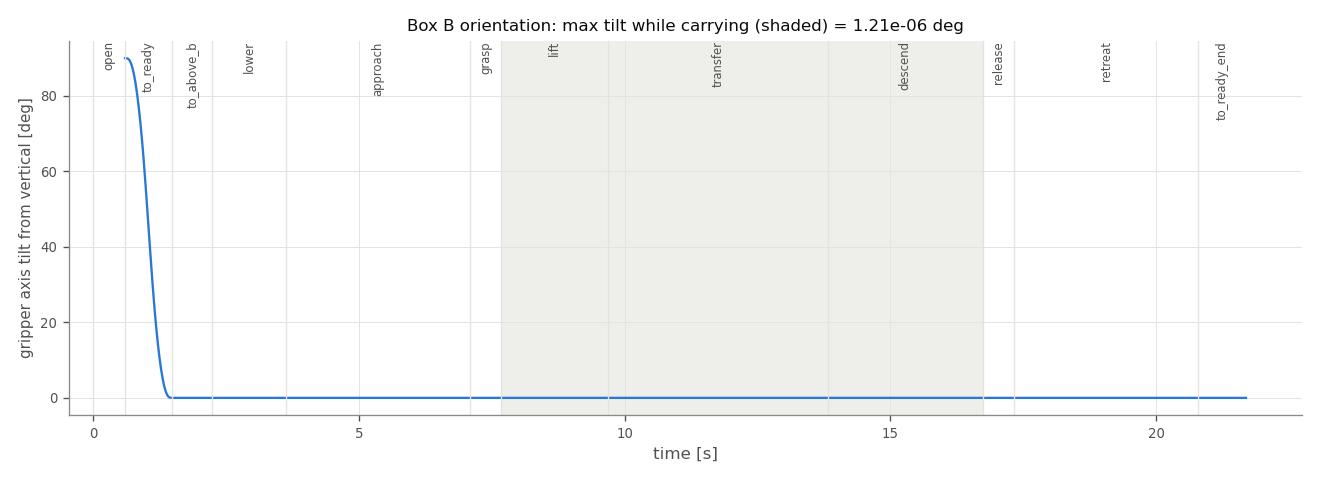 Box B orientation: max tilt while carrying (shaded) = 1.21e-06 deg
open
to_ready
to_above_b
lower
approach
grasp
lift
transfer
descend
release
retreat
to_ready_end
gripper axis tilt from vertical [deg]
80
60
40
20
0
0 5 10 15 20
time [s]